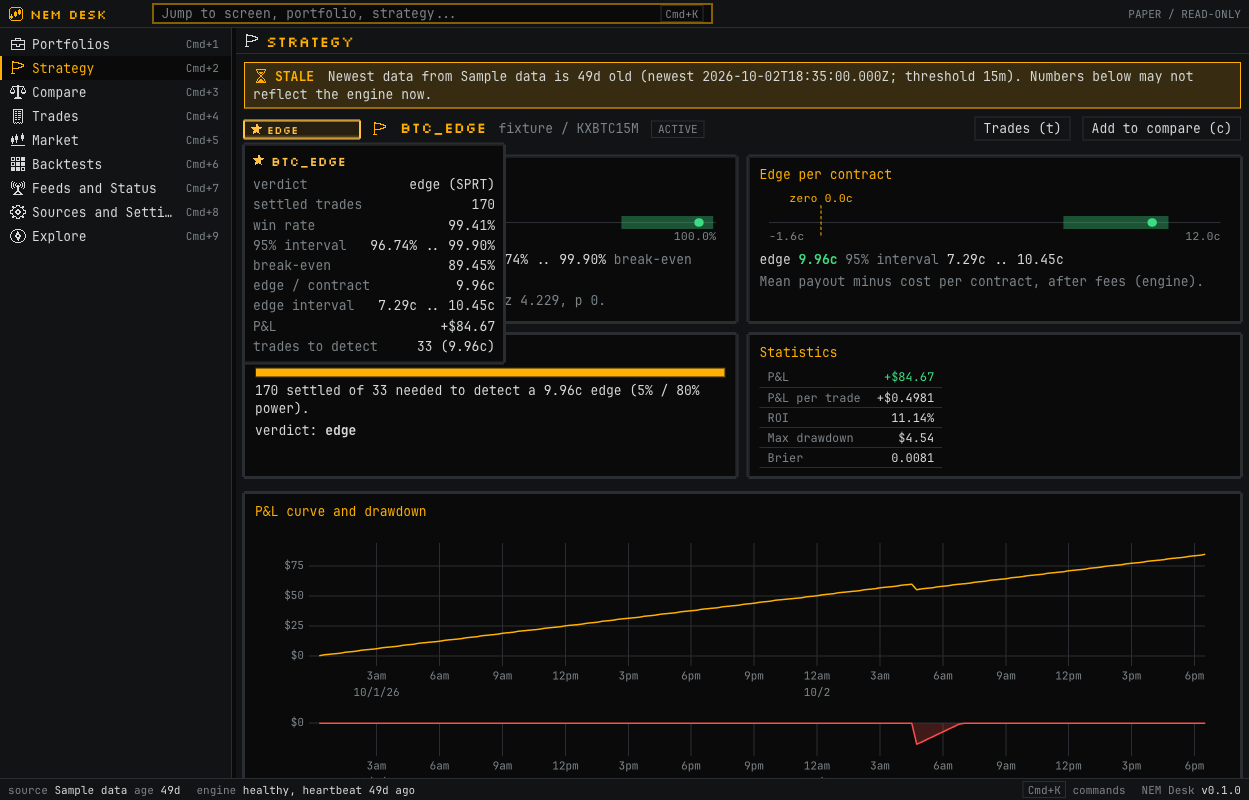 NEM DESK
Jump to screen, portfolio, strategy...
Cmd+K
PAPER / READ-ONLY
Portfolios Cmd+1
Strategy Cmd+2
Compare Cmd+3
Trades Cmd+4
Market Cmd+5
Backtests Cmd+6
Feeds and Status Cmd+7
Sources and Setti… Cmd+8
Explore Cmd+9
STRATEGY
STALE Newest data from Sample data is 49d old (newest 2026-10-02T18:35:00.000Z; threshold 15m). Numbers below may not
reflect the engine now.
EDGE
BTC_EDGE fixture / KXBTC15M ACTIVE
Trades (t)
Add to compare (c)
BTC_EDGE
verdict edge (SPRT)
settled trades 170
win rate 99.41%
95% interval 96.74% .. 99.90%
break-even 89.45%
edge / contract 9.96c
edge interval 7.29c .. 10.45c
P&L +$84.67
trades to detect 33 (9.96c)
100.0%
74% .. 99.90% break-even
z 4.229, p 0.
Edge per contract
zero 0.0c
-1.6c 12.0c
edge 9.96c 95% interval 7.29c .. 10.45c
Mean payout minus cost per contract, after fees (engine).
170 settled of 33 needed to detect a 9.96c edge (5% / 80%
power).
verdict: edge
Statistics
P&L +$84.67
P&L per trade +$0.4981
ROI 11.14%
Max drawdown $4.54
Brier 0.0081
P&L curve and drawdown
$75
$50
$25
$0
3am 6am 9am 12pm 3pm 6pm 9pm 12am 3am 6am 9am 12pm 3pm 6pm
10/1/26 10/2
$0
3am 6am 9am 12pm 3pm 6pm 9pm 12am 3am 6am 9am 12pm 3pm 6pm
source Sample data age 49d engine healthy, heartbeat 49d ago
Cmd+K commands NEM Desk v0.1.0